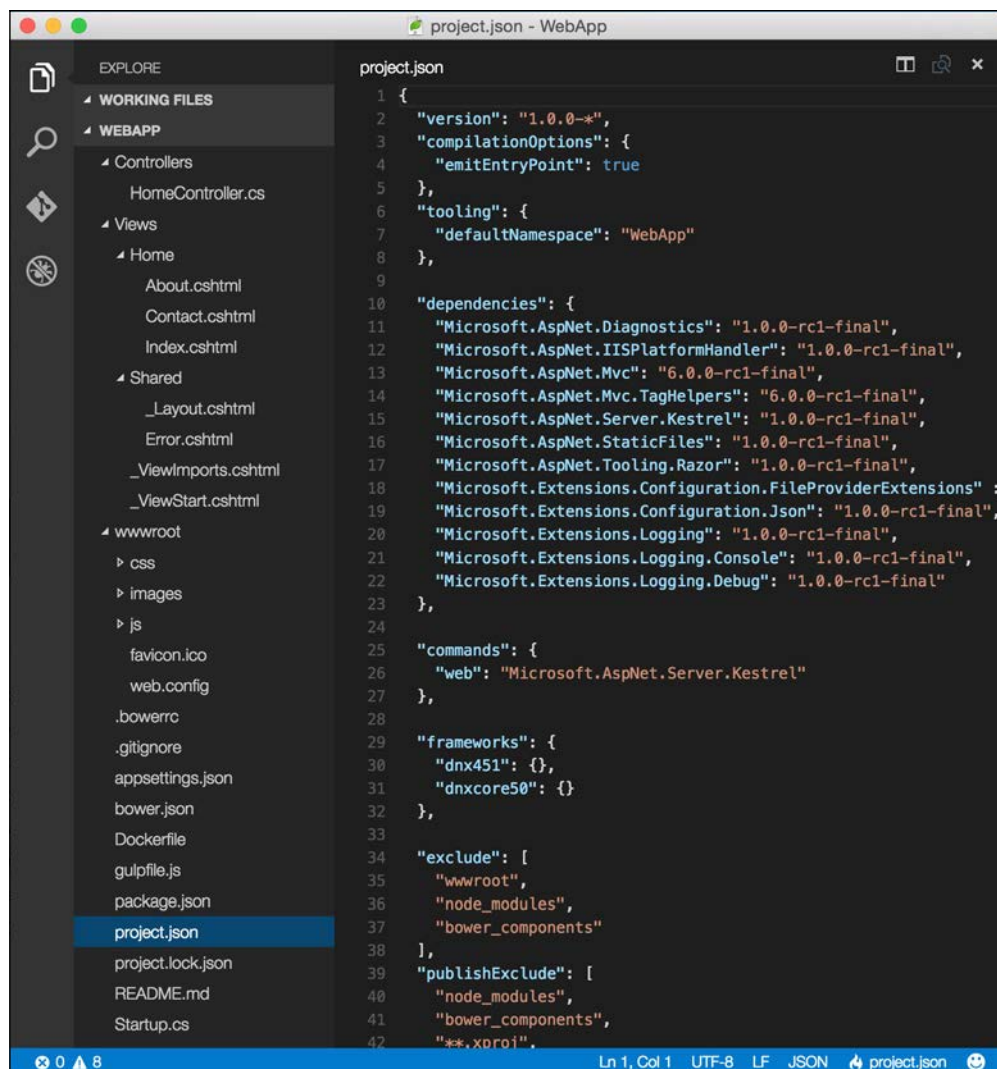 project.json - WebApp
EXPLORE
WORKING FILES
WEBAPP
Controllers
HomeController.cs
Views
Home
About.cshtml
Contact.cshtml
Index.cshtml
Shared
_Layout.cshtml
Error.cshtml
_ViewImports.cshtml
_ViewStart.cshtml
wwwroot
css
images
js
favicon.ico
web.config
.bowerrc
.gitignore
appsettings.json
bower.json
Dockerfile
gulpfile.js
package.json
project.json
project.lock.json
README.md
Startup.cs
project.json
1 {
2 "version": "1.0.0-*",
3 "compilationOptions": {
4 "emitEntryPoint": true
5 },
6 "tooling": {
7 "defaultNamespace": "WebApp"
8 },
9
10 "dependencies": {
11 "Microsoft.AspNet.Diagnostics": "1.0.0-rc1-final",
12 "Microsoft.AspNet.IISPlatformHandler": "1.0.0-rc1-final",
13 "Microsoft.AspNet.Mvc": "6.0.0-rc1-final",
14 "Microsoft.AspNet.Mvc.TagHelpers": "6.0.0-rc1-final",
15 "Microsoft.AspNet.Server.Kestrel": "1.0.0-rc1-final",
16 "Microsoft.AspNet.StaticFiles": "1.0.0-rc1-final",
17 "Microsoft.AspNet.Tooling.Razor": "1.0.0-rc1-final",
18 "Microsoft.Extensions.Configuration.FileProviderExtensions" :
19 "Microsoft.Extensions.Configuration.Json": "1.0.0-rc1-final",
20 "Microsoft.Extensions.Logging": "1.0.0-rc1-final",
21 "Microsoft.Extensions.Logging.Console": "1.0.0-rc1-final",
22 "Microsoft.Extensions.Logging.Debug": "1.0.0-rc1-final"
23 },
24
25 "commands": {
26 "web": "Microsoft.AspNet.Server.Kestrel"
27 },
28
29 "frameworks": {
30 "dnx451": {},
31 "dnxcore50": {}
32 },
33
34 "exclude": [
35 "wwwroot",
36 "node_modules",
37 "bower_components"
38 ],
39 "publishExclude": [
40 "node_modules",
41 "bower_components",
42 "**.xproj",
0 8 Ln 1, Col 1 UTF-8 LF JSON project.json